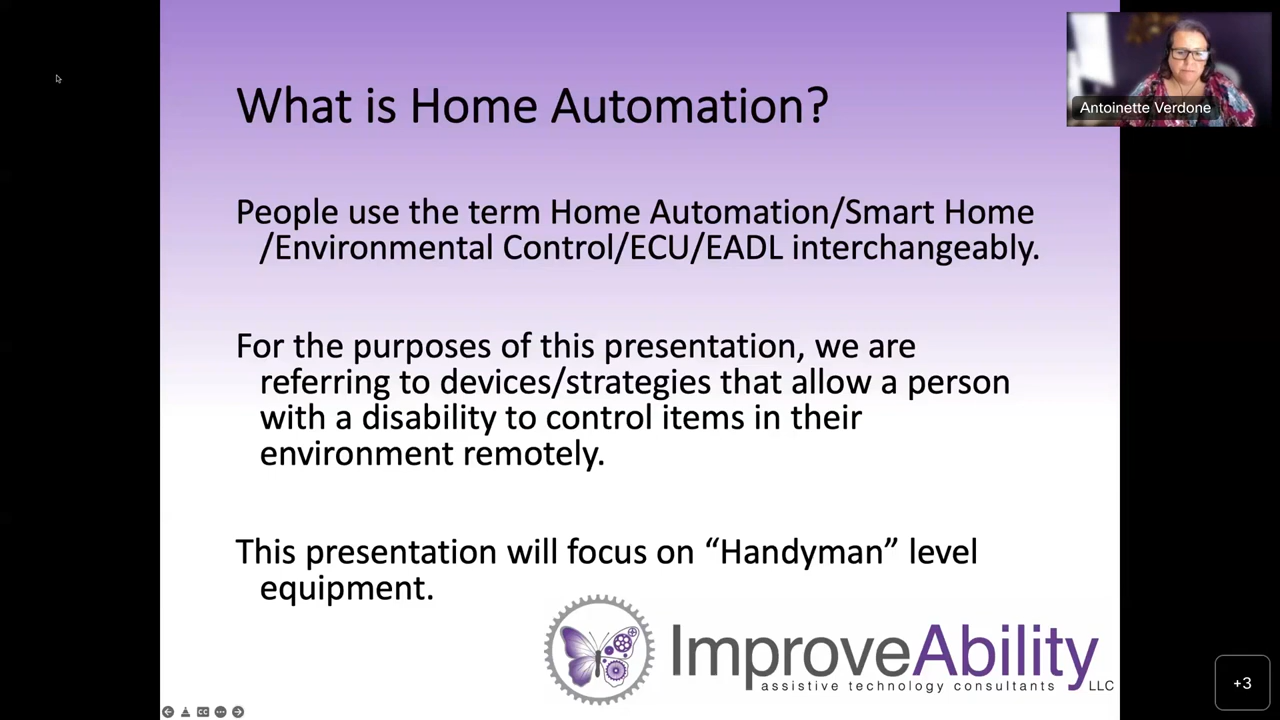 What is Home Automation?
Antoinette Verdone
People use the term Home Automation/Smart Home
/Environmental Control/ECU/EADL interchangeably.
For the purposes of this presentation, we are
referring to devices/strategies that allow a person
with a disability to control items in their
environment remotely.
This presentation will focus on “Handyman” level
equipment.
ImproveAbility
assistive technology consultants LLC
+3
CC